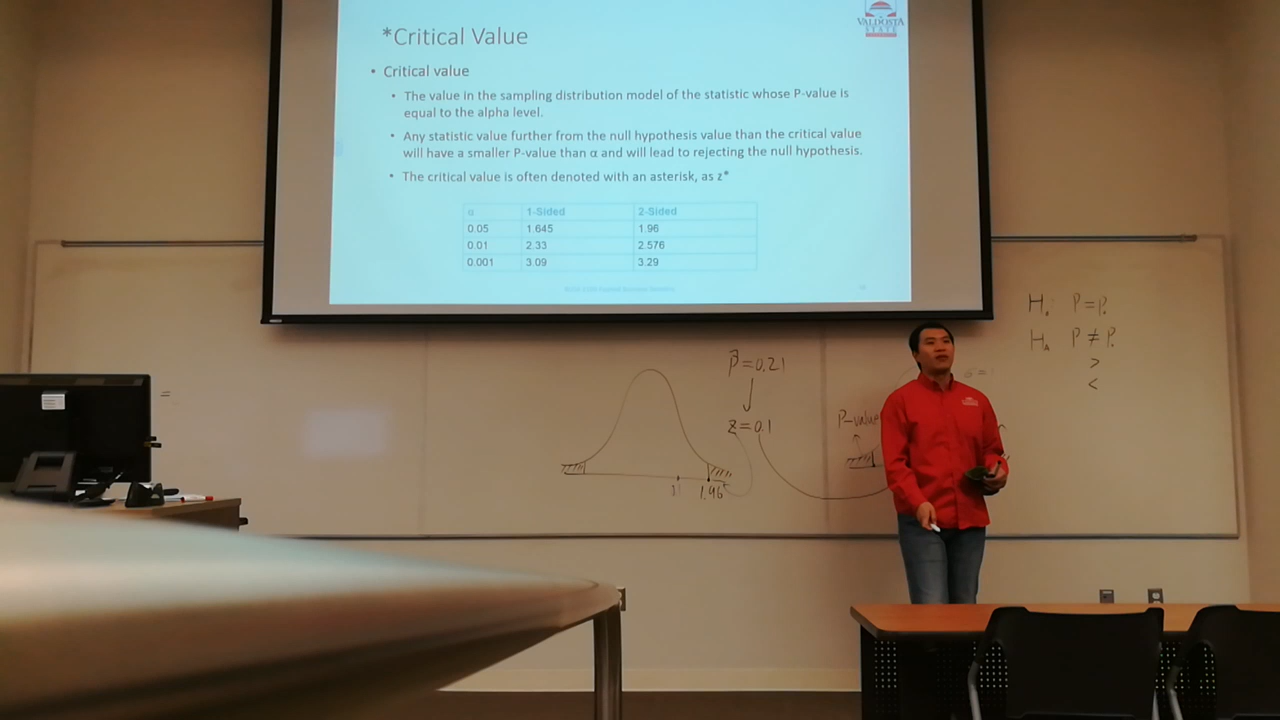 *Critical Value
VALDOSTA
STATE
• Critical value
• The value in the sampling distribution model of the statistic whose P-value is
equal to the alpha level.
• Any statistic value further from the null hypothesis value than the critical value
will have a smaller P-value than α and will lead to rejecting the null hypothesis.
• The critical value is often denoted with an asterisk, as z*
α 1-Sided 2-Sided
0.05 1.645 1.96
0.01 2.33 2.576
0.001 3.09 3.29
H₀: P=P₀
Hₐ: P≠P₀
>
<
p̂=0.21
z=0.1
1.96
P-value
=